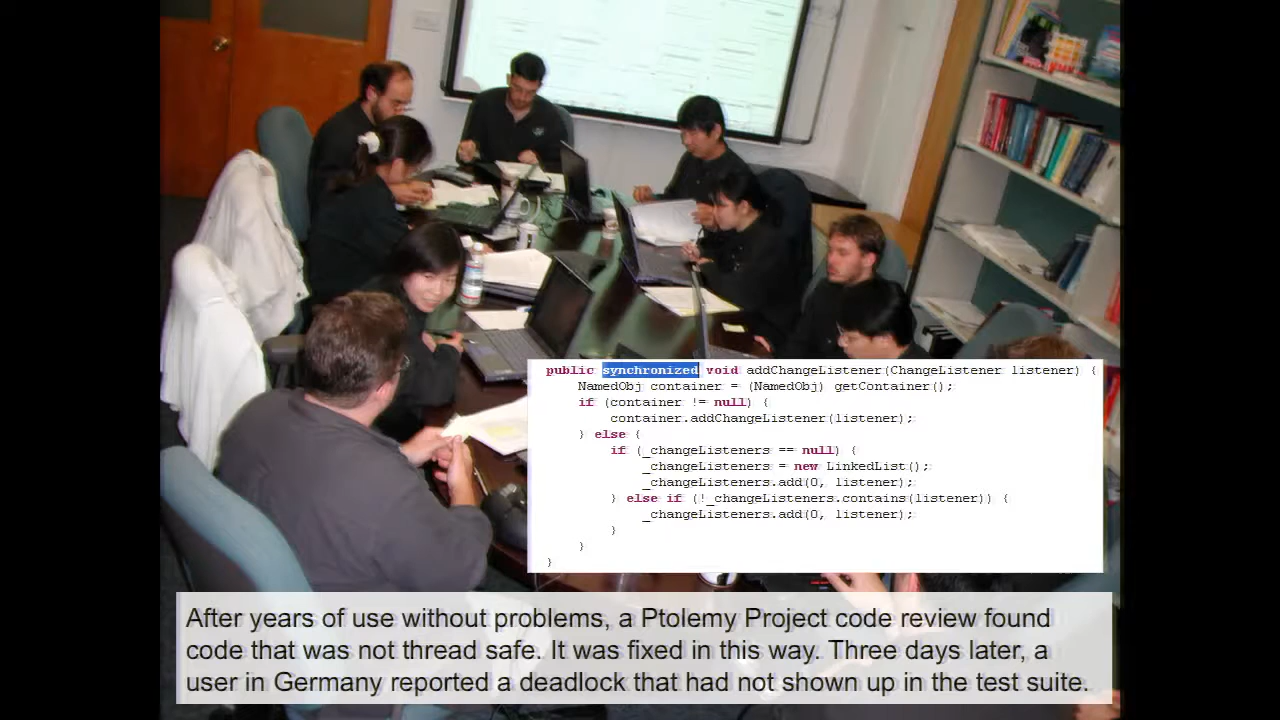 public synchronized void addChangeListener(ChangeListener listener) {
NamedObj container = (NamedObj) getContainer();
if (container != null) {
container.addChangeListener(listener);
} else {
if (_changeListeners == null) {
_changeListeners = new LinkedList();
_changeListeners.add(0, listener);
} else if (!_changeListeners.contains(listener)) {
_changeListeners.add(0, listener);
}
}
}
After years of use without problems, a Ptolemy Project code review found
code that was not thread safe. It was fixed in this way. Three days later, a
user in Germany reported a deadlock that had not shown up in the test suite.